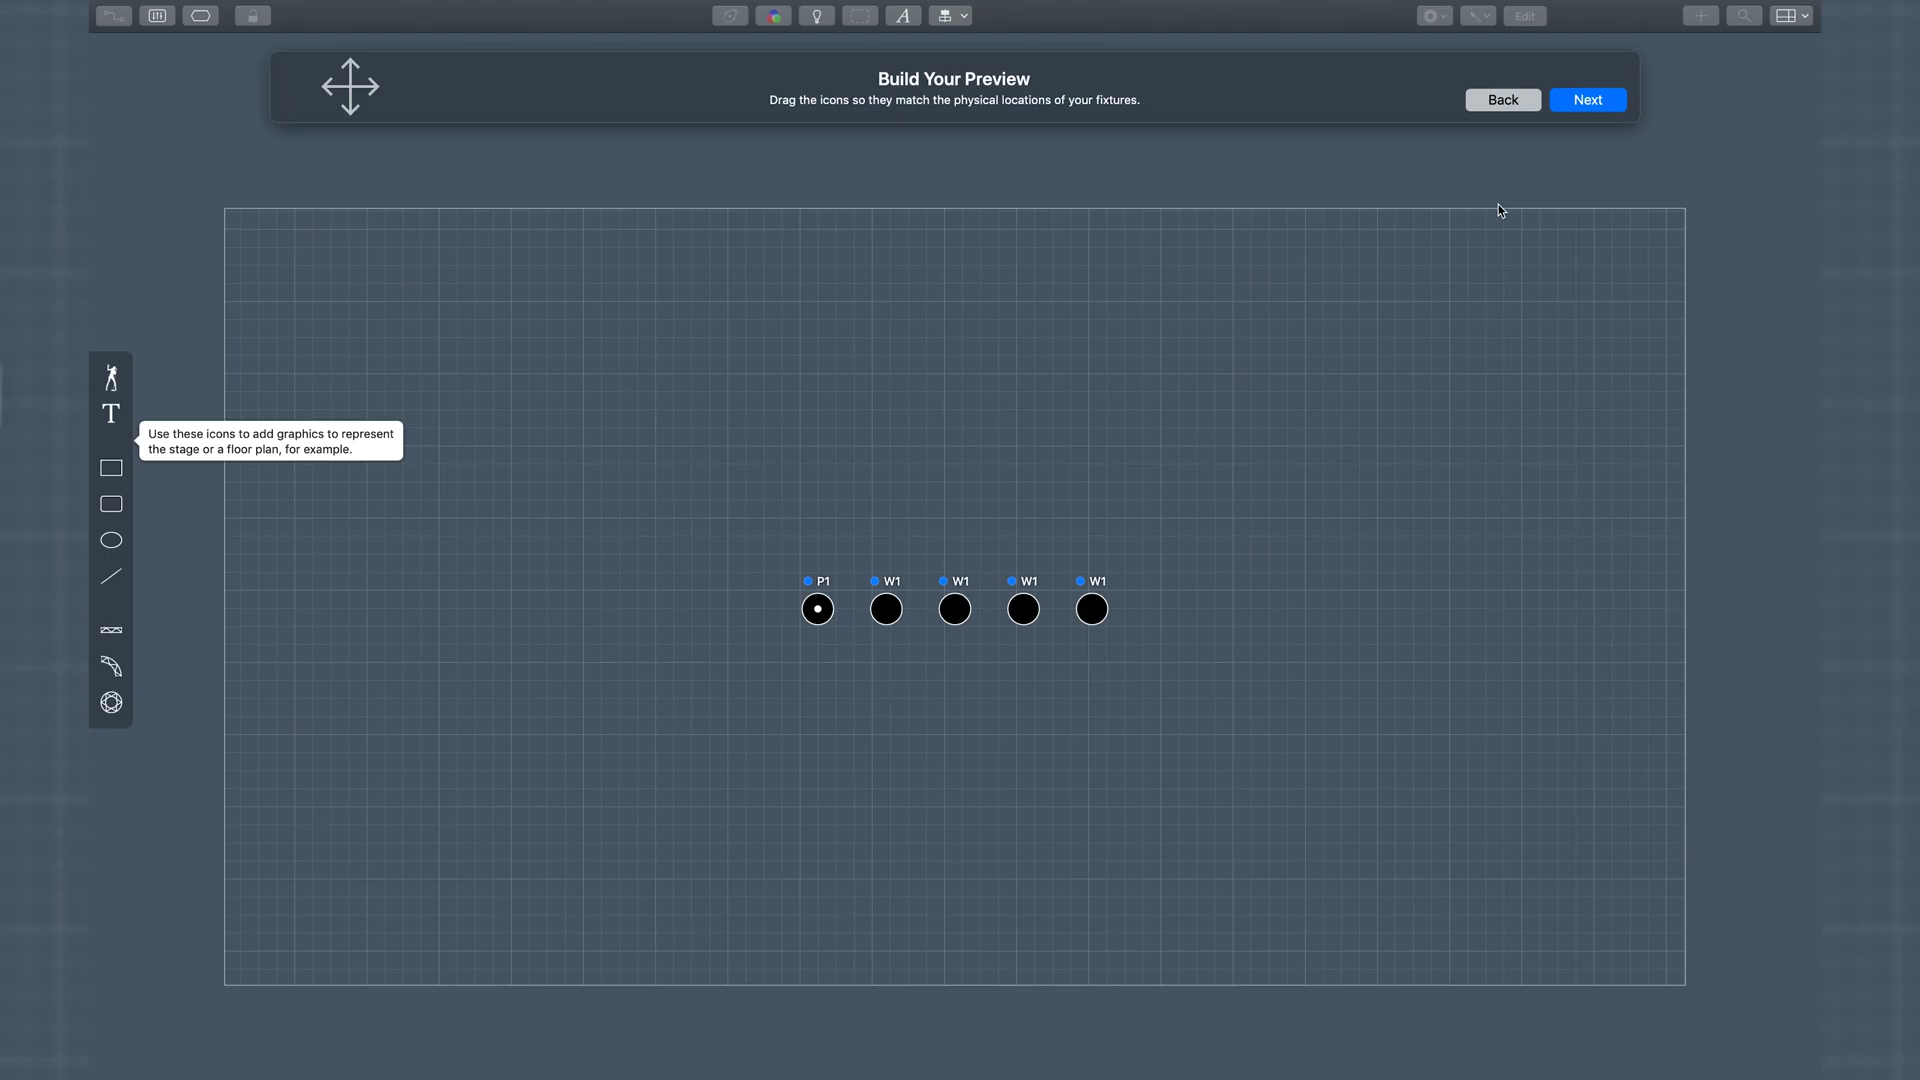 A
Edit
Build Your Preview
Drag the icons so they match the physical locations of your fixtures.
Back
Next
T
Use these icons to add graphics to represent
the stage or a floor plan, for example.
P1
W1
W1
W1
W1